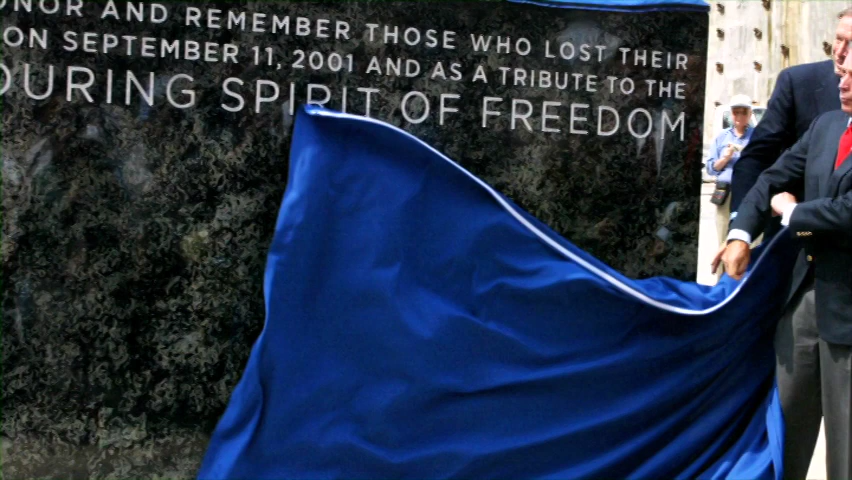 ONOR AND REMEMBER THOSE WHO LOST THEIR
ON SEPTEMBER 11, 2001 AND AS A TRIBUTE TO THE
DURING SPIRIT OF FREEDOM